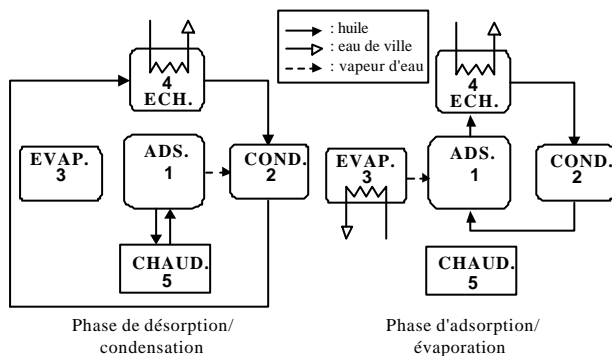 : huile
: eau de ville
: vapeur d'eau
4
ECH.
EVAP.
3
ADS.
1
COND.
2
CHAUD.
5
Phase de désorption/
condensation
4
ECH.
EVAP.
3
ADS.
1
COND.
2
CHAUD.
5
Phase d'adsorption/
évaporation